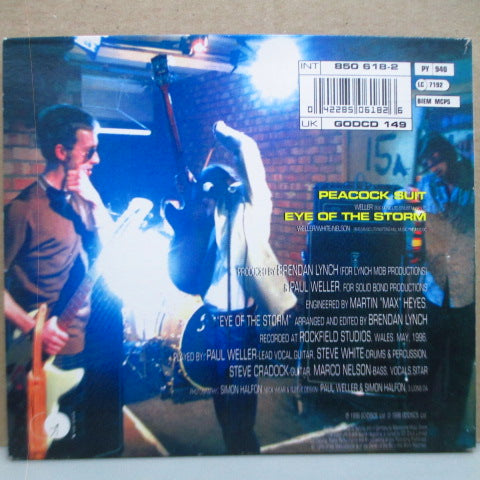 INT 850 618-2
PY 940
LC 7192
BIEM MCPS
0 42285 06182 6
UK GODCD 149
15A
PEACOCK SUIT
WELLER
EYE OF THE STORM
WELLER/WHITE/NELSON
PRODUCED BY BRENDAN LYNCH (FOR LYNCH MOB PRODUCTIONS)
& PAUL WELLER FOR SOLID BOND PRODUCTIONS
ENGINEERED BY MARTIN "MAX" HEYES
"EYE OF THE STORM" ARRANGED AND EDITED BY BRENDAN LYNCH
RECORDED AT ROCKFIELD STUDIOS, WALES. MAY, 1996
PLAYED BY: PAUL WELLER-LEAD VOCAL GUITAR, STEVE WHITE-DRUMS & PERCUSSION,
STEVE CRADOCK-GUITAR, MARCO NELSON-BASS, VOCALS, SITAR
SIMON HALFON PAUL WELLER & SIMON HALFON